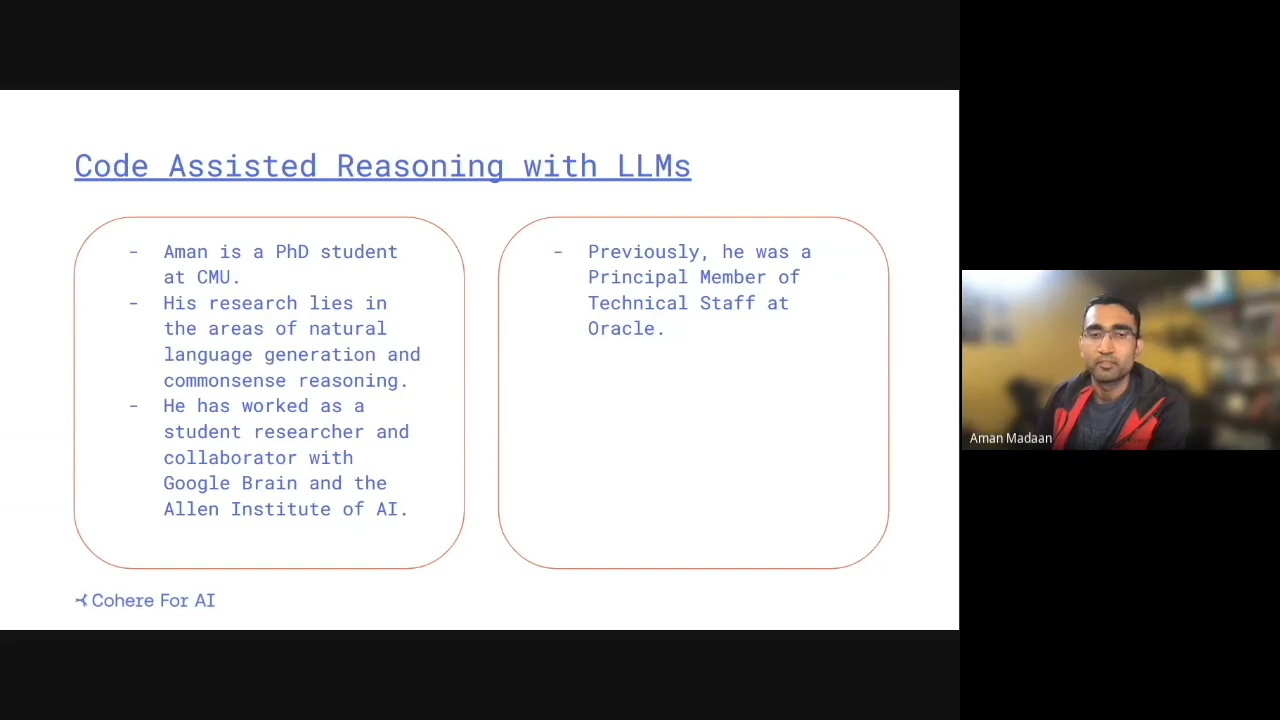 Code Assisted Reasoning with LLMs
- Aman is a PhD student
at CMU.
- His research lies in
the areas of natural
language generation and
commonsense reasoning.
- He has worked as a
student researcher and
collaborator with
Google Brain and the
Allen Institute of AI.
- Previously, he was a
Principal Member of
Technical Staff at
Oracle.
Cohere For AI
Aman Madaan